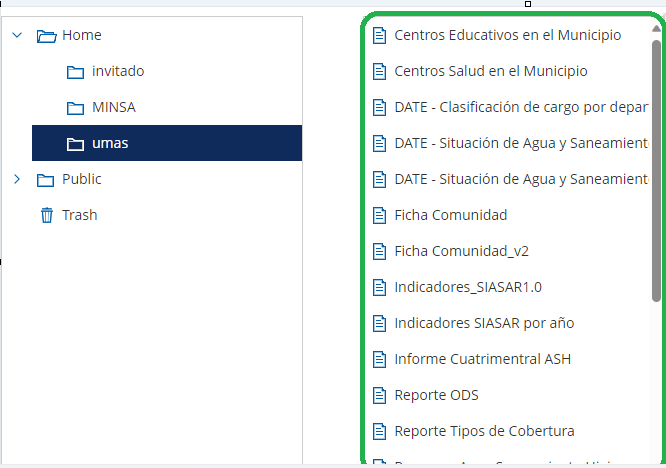 Home
invitado
MINSA
umas
Public
Trash
Centros Educativos en el Municipio
Centros Salud en el Municipio
DATE - Clasificación de cargo por depar
DATE - Situación de Agua y Saneamient
DATE - Situación de Agua y Saneamient
Ficha Comunidad
Ficha Comunidad_v2
Indicadores_SIASAR1.0
Indicadores SIASAR por año
Informe Cuatrimentral ASH
Reporte ODS
Reporte Tipos de Cobertura